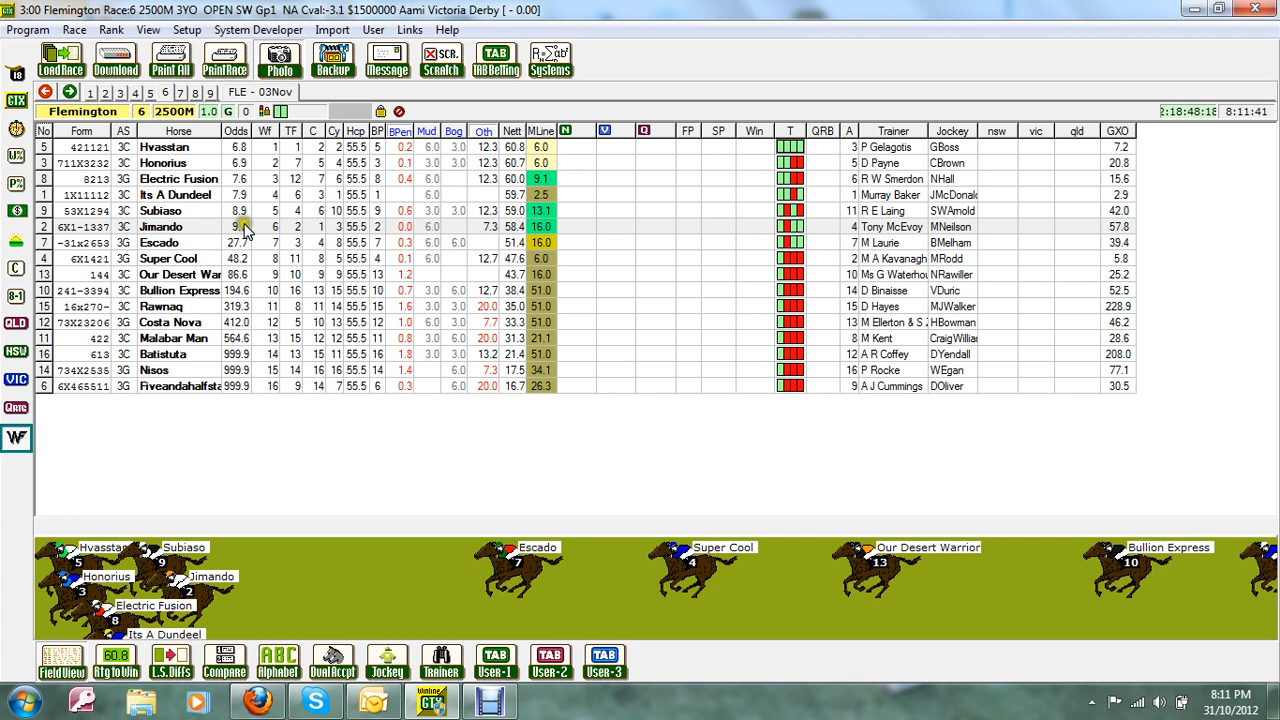 3:00 Flemington Race:6 2500M 3YO OPEN SW Gp1 NA Cval:-3.1 $1500000 Aami Victoria Derby [ - 0.00]
Program Race Rank View Setup System Developer Import User Links Help
Load Race Download Print All Print Race Photo Backup Message SCR. Scratch TAB TAB Betting Systems
1 2 3 4 5 6 7 8 9 FLE - 03Nov
Flemington 6 2500M 1.0 G 0 2:18:48:18 8:11:41
No Form AS Horse Odds Wf TF C Cy Hcp BP BPen Mud Bog Oth Nett MLine N V Q FP SP Win T QRB A Trainer Jockey nsw vic qld GXO
5 421121 3C Hvasstan 6.8 1 1 2 2 55.5 5 0.2 6.0 3.0 12.3 60.8 6.0 3 P Gelagotis GBoss 7.2
3 711X3232 3C Honorius 6.9 2 7 5 4 55.5 3 0.1 6.0 3.0 12.3 60.7 6.0 5 D Payne CBrown 20.8
8 8213 3G Electric Fusion 7.6 3 12 7 6 55.5 8 0.4 6.0 12.3 60.0 9.1 6 R W Smerdon NHall 15.6
1 1X11112 3C Its A Dundeel 7.9 4 6 3 1 55.5 1 6.0 59.7 2.5 1 Murray Baker JMcDonald 2.9
9 53X1294 3C Subiaso 8.9 5 4 6 10 55.5 9 0.6 3.0 3.0 12.3 59.0 13.1 11 R E Laing SWArnold 42.0
2 6X1-1337 3C Jimando 6 2 1 3 55.5 2 0.0 6.0 7.3 58.4 16.0 4 Tony McEvoy MNeilson 57.8
7 -31x2653 3G Escado 27.7 7 3 4 8 55.5 7 0.3 6.0 6.0 51.4 16.0 7 M Laurie BMelham 39.4
4 6X1421 3G Super Cool 48.2 8 11 8 5 55.5 4 0.1 6.0 12.7 47.6 6.0 2 M A Kavanagh MRodd 5.8
13 144 3C Our Desert War 86.6 9 10 9 9 55.5 13 1.2 43.7 16.0 10 Ms G Waterhou NRawiller 25.2
10 241-3394 3C Bullion Express 194.6 10 16 13 15 55.5 10 0.7 3.0 6.0 12.7 38.4 51.0 14 D Binaisse VDuric 52.5
15 16x270- 3C Rawnaq 319.3 11 8 11 14 55.5 15 1.6 3.0 3.0 20.0 35.0 51.0 15 D Hayes MJWalker 228.9
12 73X23206 3G Costa Nova 412.0 12 5 10 13 55.5 12 1.0 6.0 3.0 7.7 33.3 51.0 13 M Ellerton & S HBowman 46.2
11 422 3C Malabar Man 564.6 13 15 12 12 55.5 11 0.8 3.0 6.0 20.0 31.3 21.1 8 M Kent CraigWillian 28.6
16 613 3C Batistuta 999.9 14 13 15 11 55.5 16 1.8 3.0 3.0 13.2 21.4 51.0 12 A R Coffey DYendall 208.0
14 734X2535 3G Nisos 999.9 15 14 16 16 55.5 14 1.4 6.0 7.3 17.5 34.1 16 P Rocke WEgan 77.1
6 6X465511 3G Fiveandahalfsta 999.9 16 9 14 7 55.5 6 0.3 6.0 20.0 16.7 26.3 9 A J Cummings DOliver 30.5
Hvasstan Subiaso Escado Super Cool Our Desert Warrior Bullion Express
5 9 7 4 13 10
Honorius Jimando
3 2
Electric Fusion
8
Its A Dundeel
Field View Rtg to Win L.S.Diffs Compare Alphabet Dual Accpt Jockey Trainer User-1 User-2 User-3
8:11 PM
31/10/2012